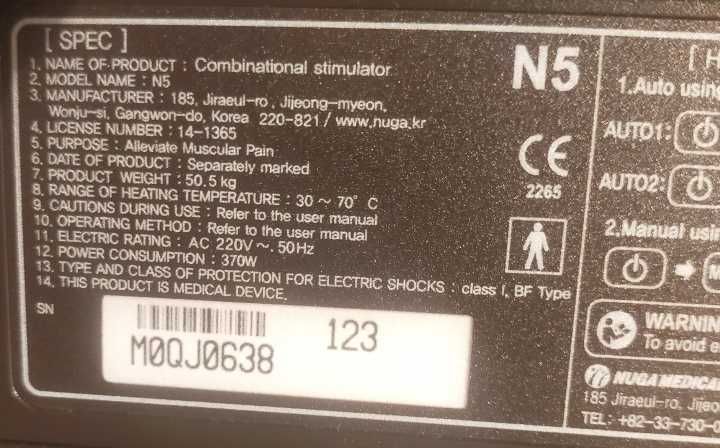 [ SPEC ]
1. NAME OF PRODUCT : Combinational stimulator
2. MODEL NAME : N5
3. MANUFACTURER : 185, Jiraeul-ro , Jijeong-myeon,
Wonju-si, Gangwon-do, Korea 220-821 / www.nuga.kr
4. LICENSE NUMBER : 14-1365
5. PURPOSE : Alleviate Muscular Pain
6. DATE OF PRODUCT : Separately marked
7. PRODUCT WEIGHT : 50.5 kg
8. RANGE OF HEATING TEMPERATURE : 30 ~ 70° C
9. CAUTIONS DURING USE : Refer to the user manual
10. OPERATING METHOD : Refer to the user manual
11. ELECTRIC RATING : AC 220V ~. 50Hz
12. POWER CONSUMPTION : 370W
13. TYPE AND CLASS OF PROTECTION FOR ELECTRIC SHOCKS : class I, BF Type
14. THIS PRODUCT IS MEDICAL DEVICE.
SN
M0QJ0638
123
N5
CE
2265
[ H
1.Auto using
AUTO1:
AUTO2:
2.Manual using
WARNIN
To avoid e
NUGA MEDICA
185 Jiraeul-ro, Jijeo
TEL: +82-33-730-0